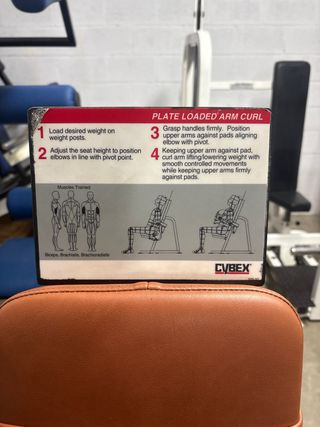 PLATE LOADED ARM CURL
1 Load desired weight on
weight posts.
2 Adjust the seat height to position
elbows in line with pivot point.
3 Grasp handles firmly. Position
upper arms against pads aligning
elbow with pivot.
4 Keeping upper arm against pad,
curl arm lifting/lowering weight with
smooth controlled movements
while keeping upper arms firmly
against pads.
Muscles Trained
Biceps, Brachialis, Brachioradialis
CYBEX